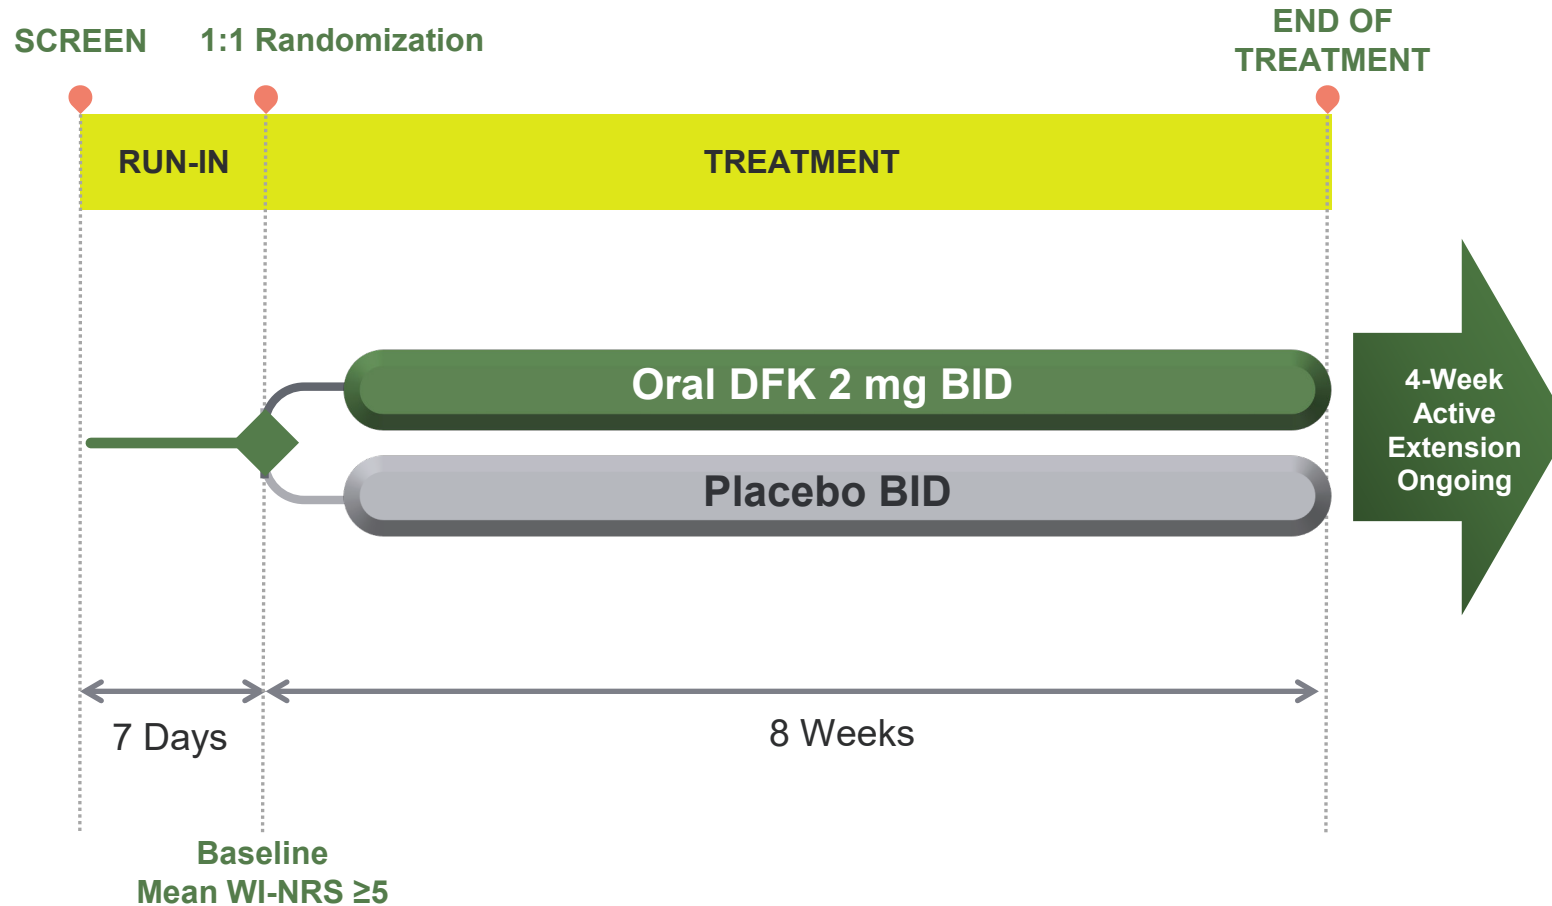 SCREEN
1:1 Randomization
END OF
TREATMENT
RUN-IN
TREATMENT
Oral DFK 2 mg BID
Placebo BID
4-Week
Active
Extension
Ongoing
7 Days
8 Weeks
Baseline
Mean WI-NRS ≥5